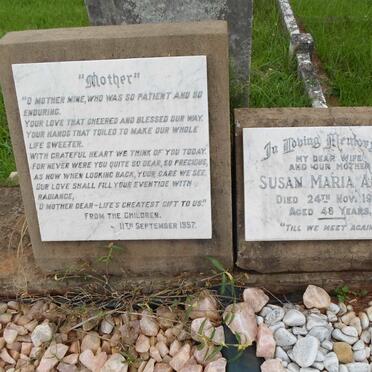 "Mother"
"O MOTHER MINE, WHO WAS SO PATIENT AND SO
ENDURING.
YOUR LOVE THAT CHEERED AND BLESSED OUR WAY.
YOUR HANDS THAT TOILED TO MAKE OUR WHOLE
LIFE SWEETER.
WITH GRATEFUL HEART WE THINK OF YOU TODAY.
FOR NEVER WERE YOU QUITE SO DEAR, SO PRECIOUS,
AS NOW WHEN LOOKING BACK, YOUR CARE WE SEE,
OUR LOVE SHALL FILL YOUR EVENTIDE WITH
RADIANCE,
O MOTHER DEAR-LIFE'S GREATEST GIFT TO US."
FROM THE CHILDREN.
11TH SEPTEMBER 1957.
In Loving Memory
MY DEAR WIFE
AND OUR MOTHER
SUSAN MARIA A
DIED 24TH NOV. 19
AGED 48 YEARS,
"TILL WE MEET AGAIN